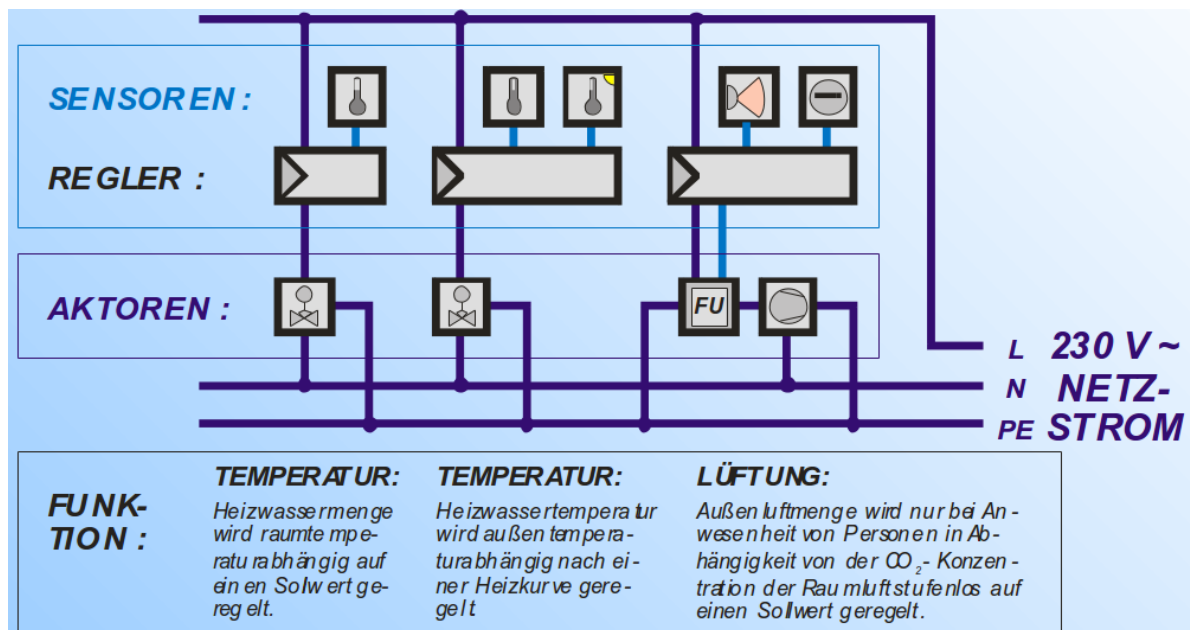 SENSOREN :
REGLER :
AKTOREN :
FU
L 230 V ~
N NETZ-
PE STROM
FUNK-
TION :
TEMPERATUR:
Heizwassermenge
wird raumtempe-
raturabhängig auf
einen Sollwert ge-
regelt.
TEMPERATUR:
Heizwassertemperatur
wird außentempera-
turabhängig nach ei-
ner Heizkurve gere-
gelt
LÜFTUNG:
Außenluftmenge wird nur bei An-
wesenheit von Personen in Ab-
hängigkeit von der CO₂- Konzen-
tration der Raumluft stufenlos auf
einen Sollwert geregelt.